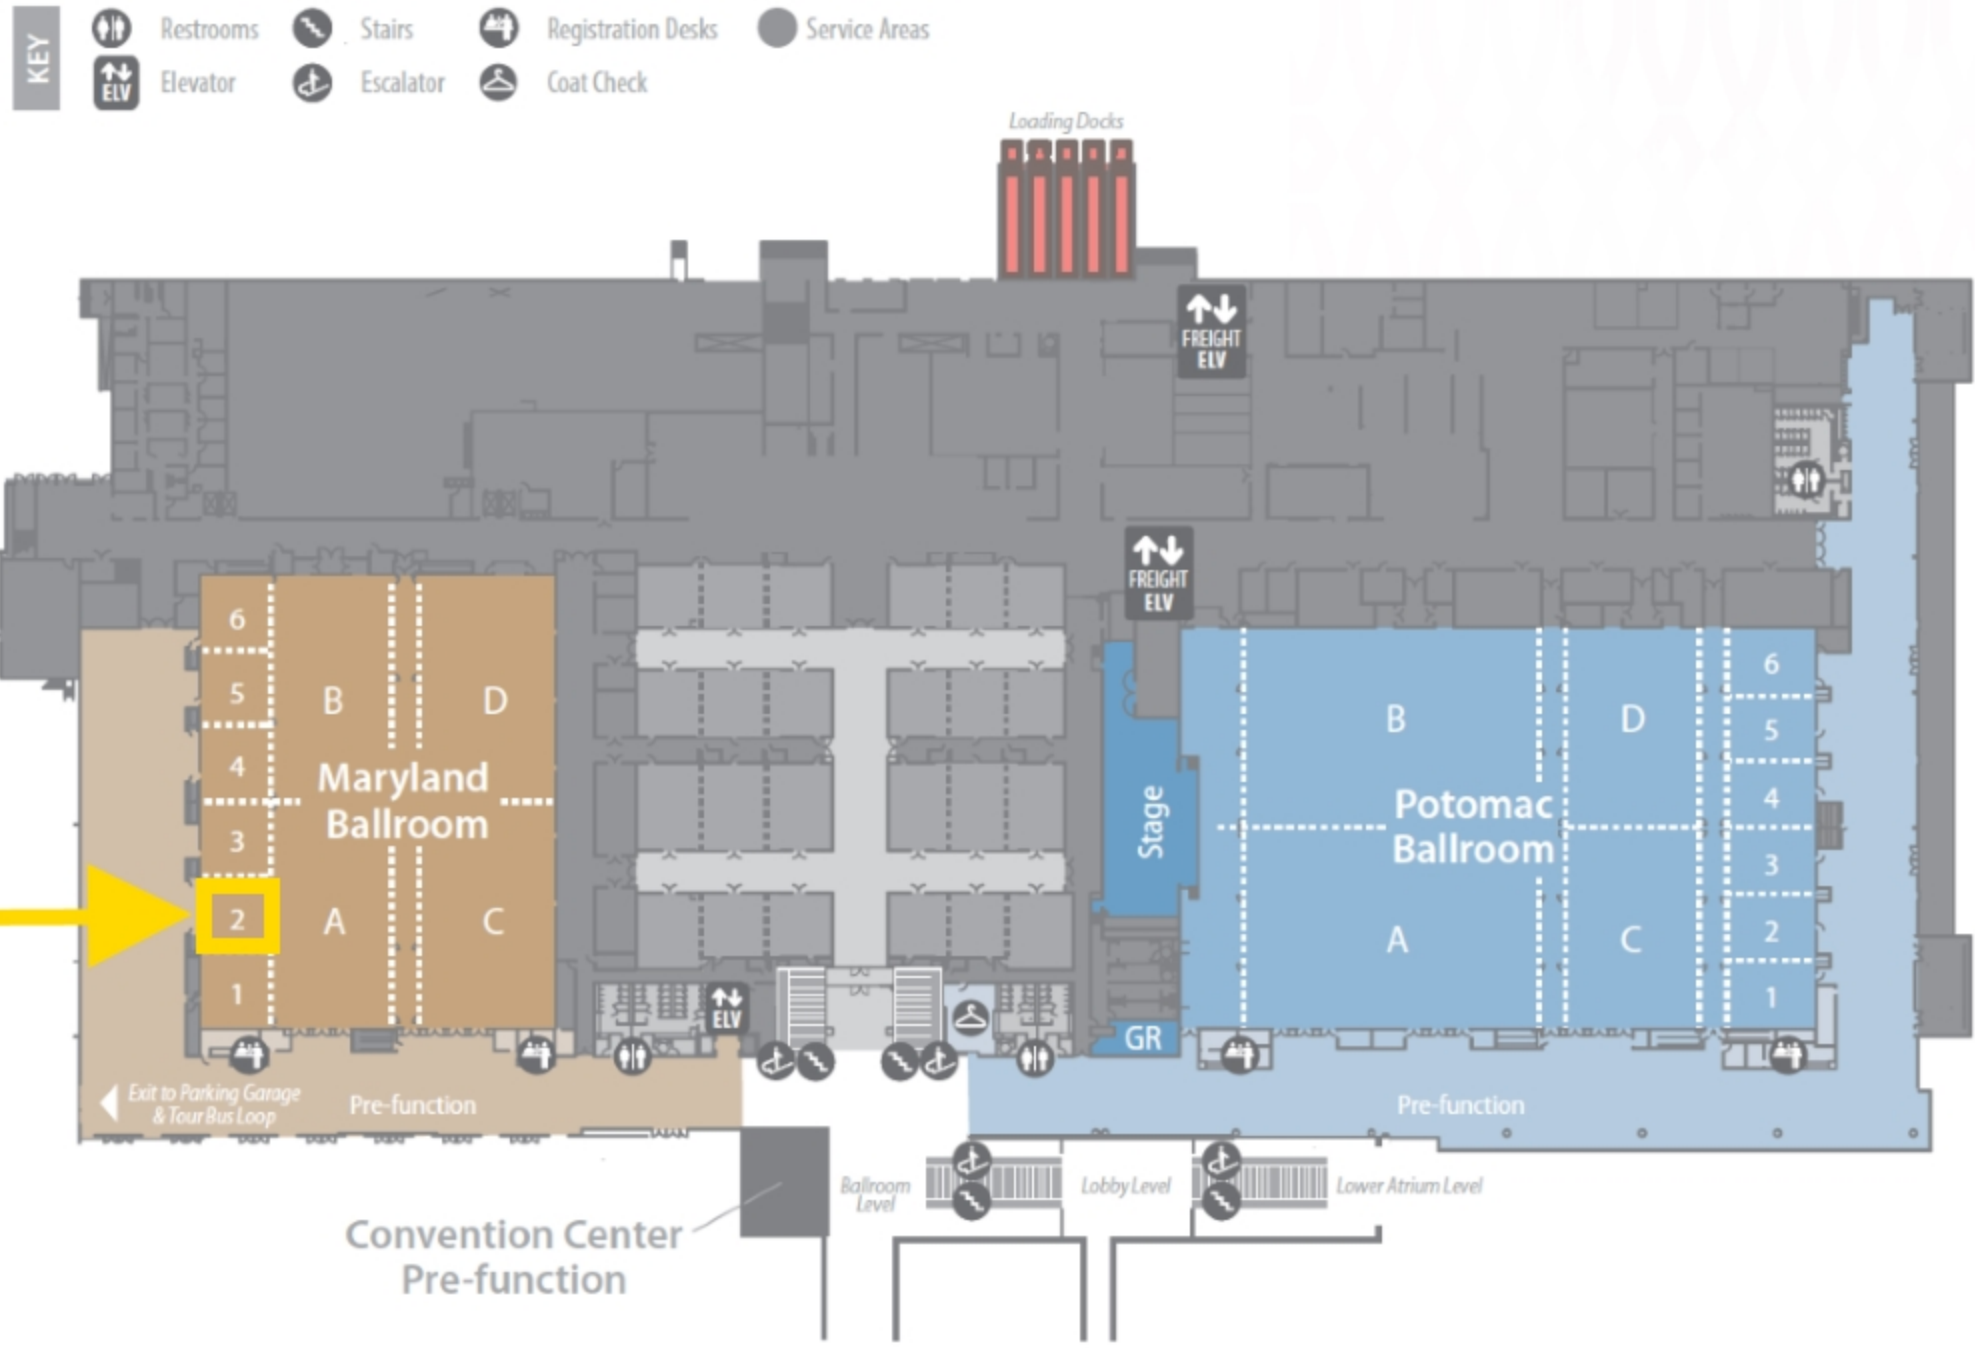 KEY
Restrooms
Stairs
Registration Desks
Service Areas
ELV
Elevator
Escalator
Coat Check
Loading Docks
FREIGHT
ELV
FREIGHT
ELV
6
5
4
3
2
1
B
D
Maryland
Ballroom
A
C
Stage
GR
B
D
Potomac
Ballroom
A
C
6
5
4
3
2
1
ELV
Exit to Parking Garage
& Tour Bus Loop
Pre-function
Pre-function
Ballroom
Level
Lobby Level
Lower Atrium Level
Convention Center
Pre-function